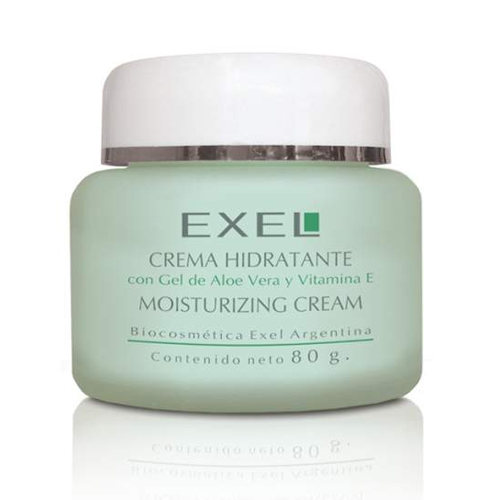 EXEL
CREMA HIDRATANTE
con Gel de Aloe Vera y Vitamina E
MOISTURIZING CREAM
Biocosmética Exel Argentina
Contenido neto 80 g.